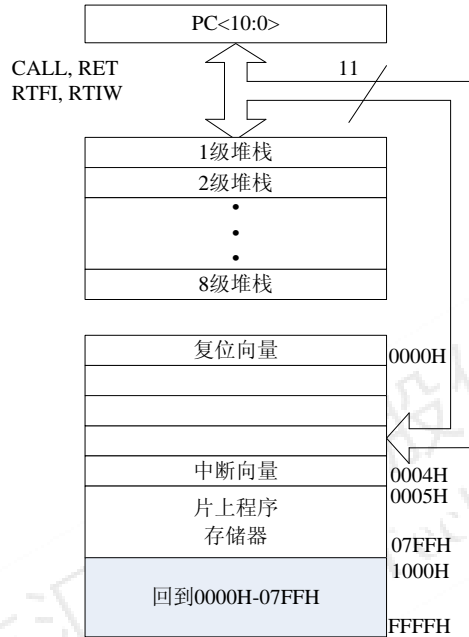 PC<10:0>
CALL, RET
RTFI, RTIW
11
1级堆栈
2级堆栈
8级堆栈
复位向量
0000H
中断向量
0004H
0005H
片上程序
存储器
07FFH
1000H
回到0000H-07FFH
FFFFH